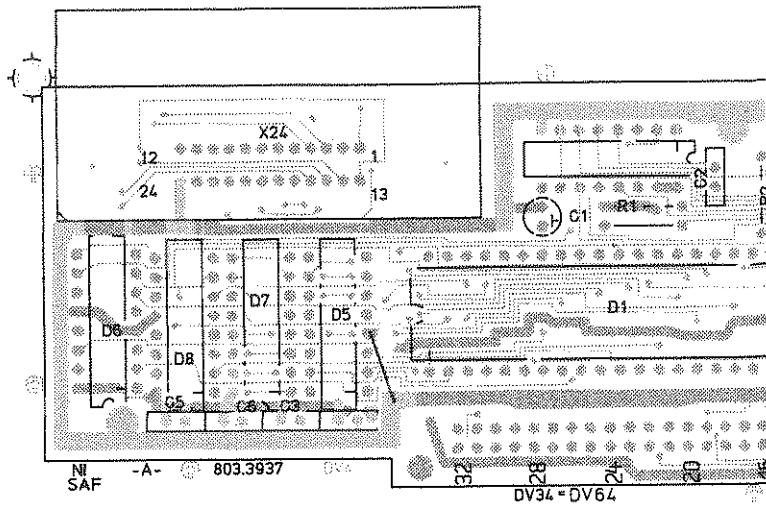 X24
12 1
24 13
C2
C1 R1
D7 D5 D1
D6
D8
C5 C6 C3
32 28 24 20
NI -A- 803.3937
SAF
DV34=DV64